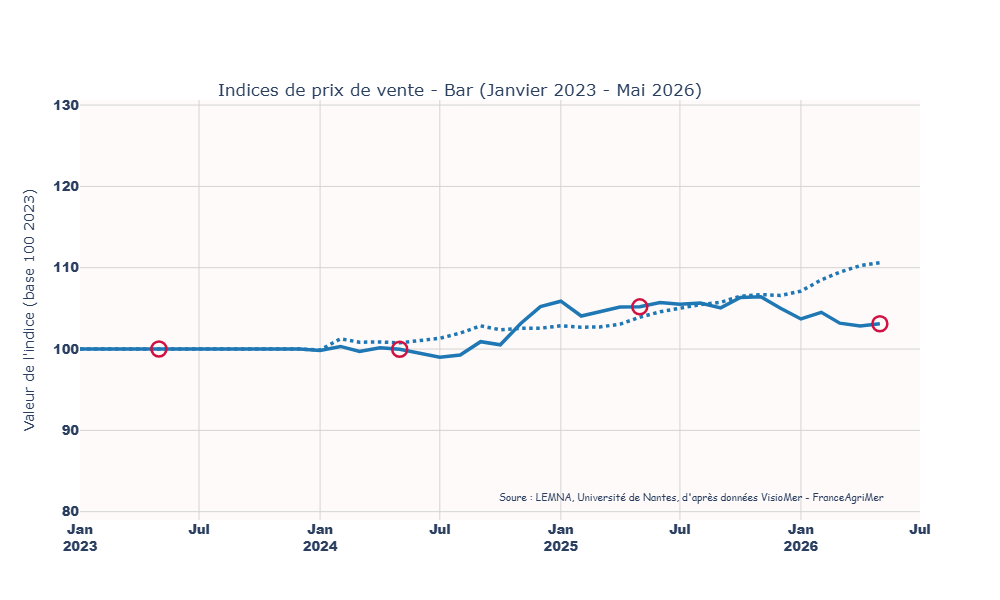 Indices de prix de vente - Bar (Janvier 2023 - Mai 2026)
Valeur de l'indice (base 100 2023)
130
120
110
100
90
80
Soure : LEMNA, Université de Nantes, d'après données VisioMer - FranceAgriMer
Jan Jul Jan Jul Jan Jul Jan Jul
2023 2024 2025 2026